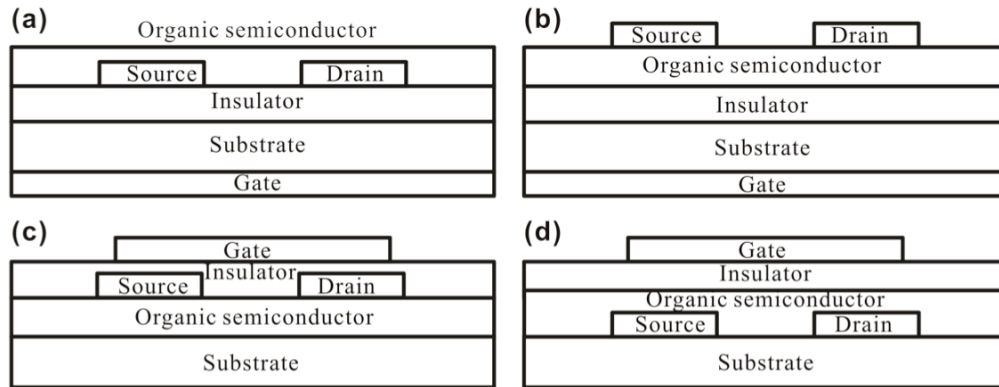 (a)
Organic semiconductor
Source Drain
Insulator
Substrate
Gate
(b)
Source Drain
Organic semiconductor
Insulator
Substrate
Gate
(c)
Gate
Insulator
Source Drain
Organic semiconductor
Substrate
(d)
Gate
Insulator
Organic semiconductor
Source Drain
Substrate